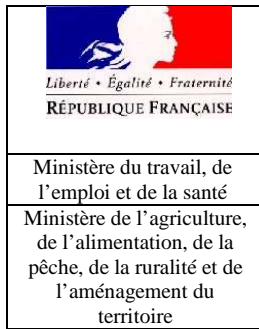 Liberté • Égalité • Fraternité
RÉPUBLIQUE FRANÇAISE
Ministère du travail, de
l’emploi et de la santé
Ministère de l’agriculture,
de l’alimentation, de la
pêche, de la ruralité et de
l’aménagement du
territoire